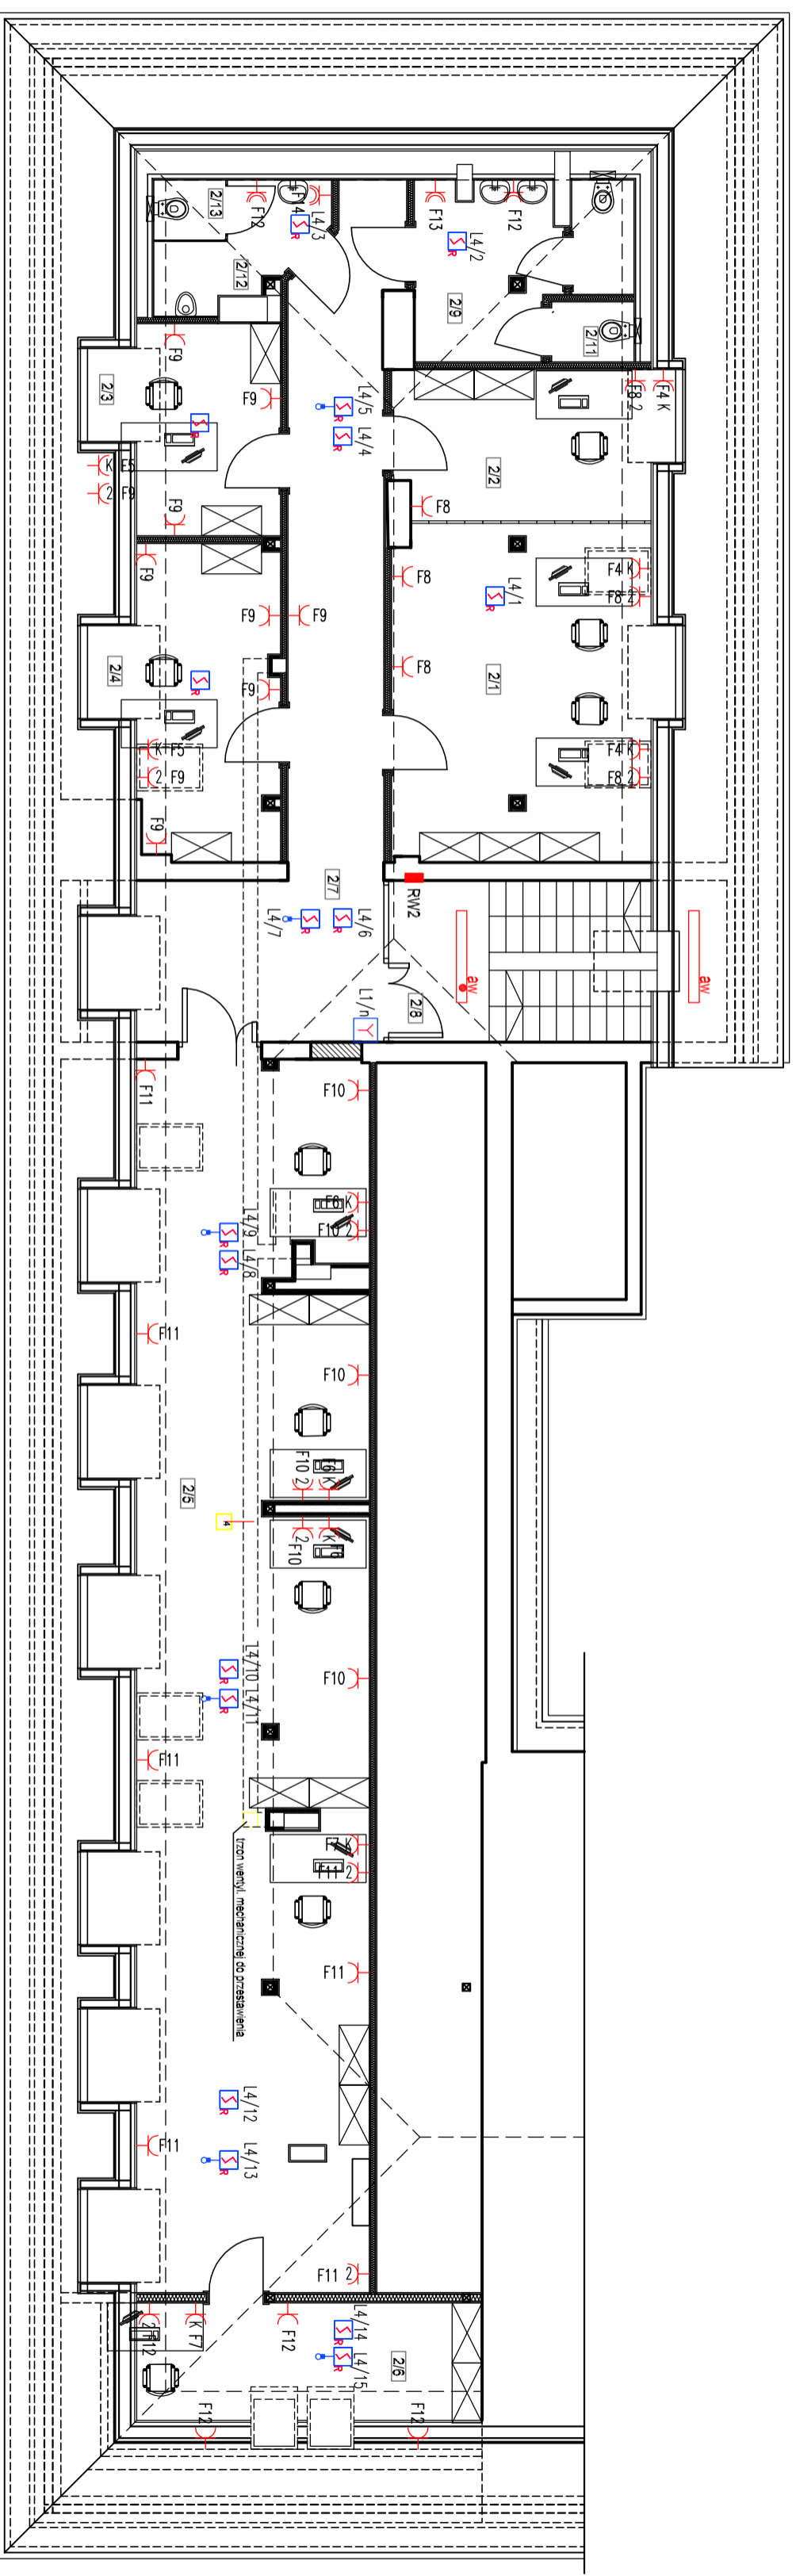 2/13
F12
F14
L4/3
F13
F12
L4/2
2/12
2/9
2/11
F9
2/3
F9
L4/5
L4/4
F8 2
F4 K
R
K F5
2 F9
F9
F8
2/2
F9
F9
F9
F8
L4/1
F4 K
F8 2
2/4
R
F9
F8
2/1
K F5
2 F9
F4 K
F8 2
F9
2/7
RW2
L4/7
L4/6
aw
aw
2/8
L1/n
F11
F10
L4/9
L4/8
F6 K
F10 2
F11
F10
2/5
F10 2
F6 K
2 F10
K F6
4
L4/10
L4/11
F10
F11
trzon wentyl. mechanicznej do przestawienia
F7 K
F11 2
F11
L4/12
L4/13
F11
F11 2
2 F12
K F7
F12
L4/14
L4/15
2/6
F12
F12